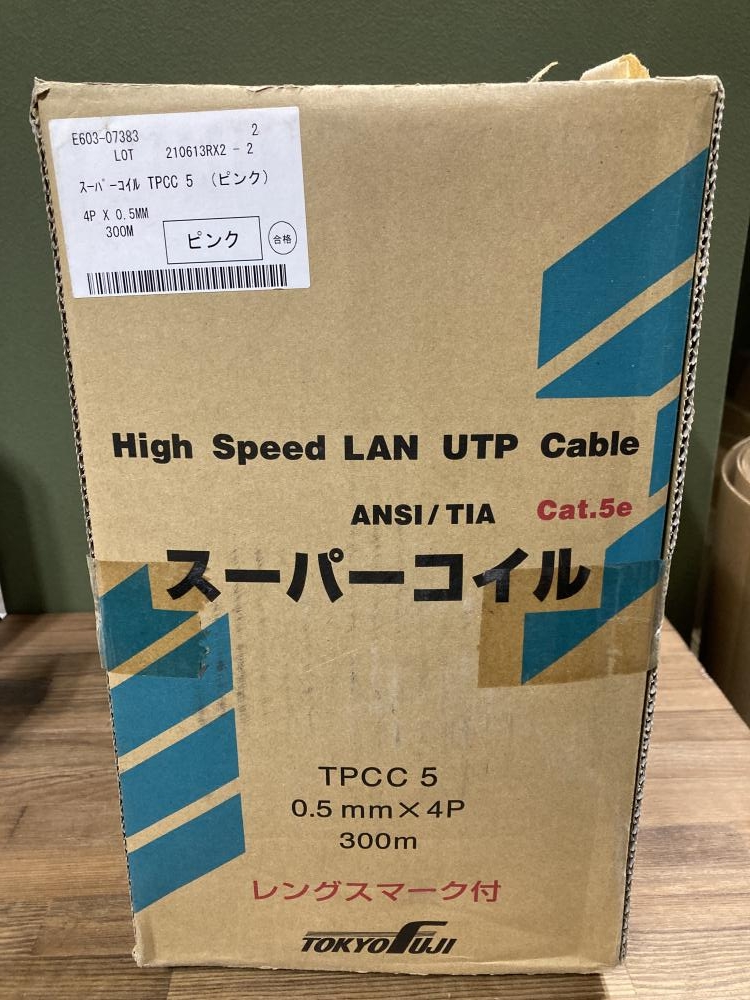 E603-07383 2
LOT 210613RX2 - 2
スーパーコイル TPCC 5 (ピンク)
4P X 0.5MM
300M
ピンク
合格
High Speed LAN UTP Cable
ANSI/TIA Cat.5e
スーパーコイル
TPCC 5
0.5mm×4P
300m
レングスマーク付
TOKYO FUJI